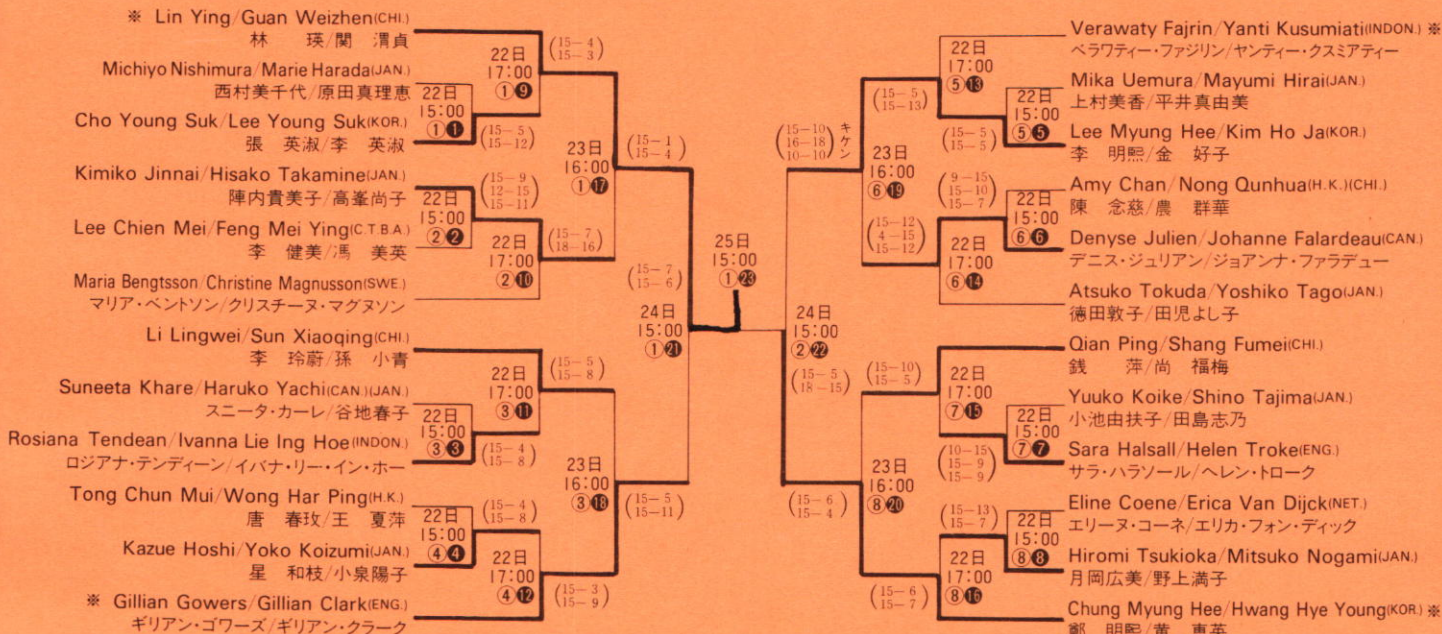 ※ Lin Ying/Guan Weizhen(CHI.)
林　瑛/関　渭貞
Michiyo Nishimura/Marie Harada(JAN.)
西村美千代/原田真理恵
Cho Young Suk/Lee Young Suk(KOR.)
張　英淑/李　英淑
Kimiko Jinnai/Hisako Takamine(JAN.)
陣内貴美子/高峯尚子
Lee Chien Mei/Feng Mei Ying(C.T.B.A.)
李　健美/馮　美英
Maria Bengtsson/Christine Magnusson(SWE.)
マリア・ベントソン/クリスチーヌ・マグヌソン
Li Lingwei/Sun Xiaoqing(CHI.)
李　玲蔚/孫　小青
Suneeta Khare/Haruko Yachi(CAN.)(JAN.)
スニータ・カーレ/谷地春子
Rosiana Tendean/Ivanna Lie Ing Hoe(INDON.)
ロジアナ・テンディーン/イバナ・リー・イン・ホー
Tong Chun Mui/Wong Har Ping(H.K.)
唐　春玫/王　夏萍
Kazue Hoshi/Yoko Koizumi(JAN.)
星　和枝/小泉陽子
※ Gillian Gowers/Gillian Clark(ENG.)
ギリアン・ゴワーズ/ギリアン・クラーク
22日
15:00
①❶
(15－5
15－12)
22日
15:00
②❷
(15－9
12－15
15－11)
22日
15:00
③❸
(15－4
15－8)
22日
15:00
④❹
(15－4
15－8)
22日
17:00
①❾
(15－4
15－3)
22日
17:00
②❿
(15－7
18－16)
22日
17:00
③⓫
(15－5
15－8)
22日
17:00
④⓬
(15－3
15－9)
23日
16:00
①⓱
(15－1
15－4)
23日
16:00
③⓲
(15－5
15－11)
24日
15:00
①㉑
(15－7
15－6)
25日
15:00
①㉓
24日
15:00
②㉒
(15－5
18－15)
(15－10
16－18
10－10)
キケン
23日
16:00
⑥⓳
23日
16:00
⑧⓴
(15－6
15－4)
(15－5
15－13)
22日
17:00
⑤⓭
(15－12
4－15
15－12)
22日
17:00
⑥⓮
(15－10
15－5)
22日
17:00
⑦⓯
(15－6
15－7)
22日
17:00
⑧⓰
22日
15:00
⑤❺
(15－5
15－7)
(9－15
15－10
15－7)
22日
15:00
⑥❻
22日
15:00
⑦❼
(10－15
15－9
15－9)
(15－13
15－7)
22日
15:00
⑧❽
Verawaty Fajrin/Yanti Kusumiati(INDON.) ※
ベラワティー・ファジリン/ヤンティー・クスミアティー
Mika Uemura/Mayumi Hirai(JAN.)
上村美香/平井真由美
Lee Myung Hee/Kim Ho Ja(KOR.)
李　明熙/金　好子
Amy Chan/Nong Qunhua(H.K.)(CHI.)
陳　念慈/農　群華
Denyse Julien/Johanne Falardeau(CAN.)
デニス・ジュリアン/ジョアンナ・ファラデュー
Atsuko Tokuda/Yoshiko Tago(JAN.)
徳田敦子/田児よし子
Qian Ping/Shang Fumei(CHI.)
銭　萍/尚　福梅
Yuuko Koike/Shino Tajima(JAN.)
小池由扶子/田島志乃
Sara Halsall/Helen Troke(ENG.)
サラ・ハラソール/ヘレン・トローク
Eline Coene/Erica Van Dijck(NET.)
エリーヌ・コーネ/エリカ・フォン・ディック
Hiromi Tsukioka/Mitsuko Nogami(JAN.)
月岡広美/野上満子
Chung Myung Hee/Hwang Hye Young(KOR.) ※
鄭　明熙/黄　恵英